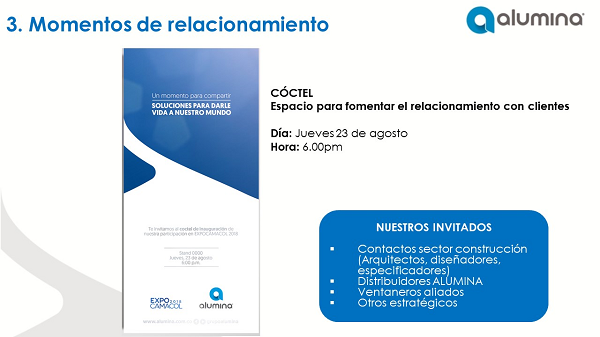 3. Momentos de relacionamiento
alumina
Un momento para compartir
SOLUCIONES PARA DARLE
VIDA A NUESTRO MUNDO
Te invitamos al coctel de inauguración de
nuestra participación en EXPOCAMACOL 2018
Stand 0000
Jueves, 23 de agosto
6:00 p.m.
EXPO 2018
CAMACOL
alumina
CÓCTEL
Espacio para fomentar el relacionamiento con clientes
Día: Jueves 23 de agosto
Hora: 6.00pm
NUESTROS INVITADOS
▪ Contactos sector construcción
(Arquitectos, diseñadores,
especificadores)
▪ Distribuidores ALUMINA
▪ Ventaneros aliados
▪ Otros estratégicos